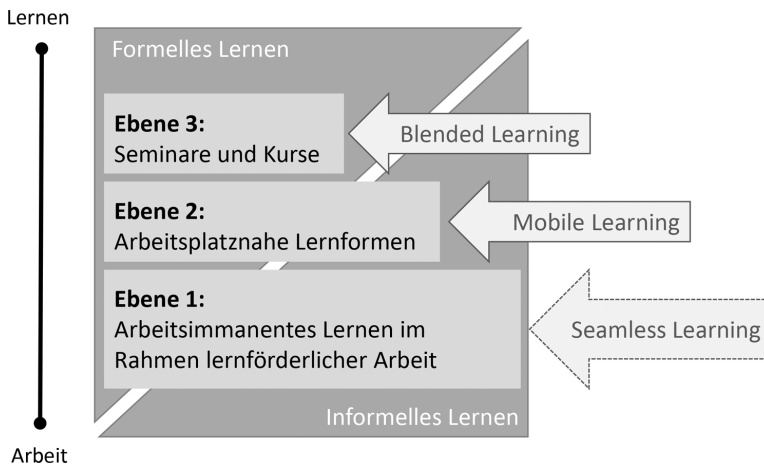 Lernen
Formelles Lernen
Ebene 3:
Seminare und Kurse
Blended Learning
Ebene 2:
Arbeitsplatznahe Lernformen
Mobile Learning
Ebene 1:
Arbeitsimmanentes Lernen im
Rahmen lernförderlicher Arbeit
Seamless Learning
Informelles Lernen
Arbeit